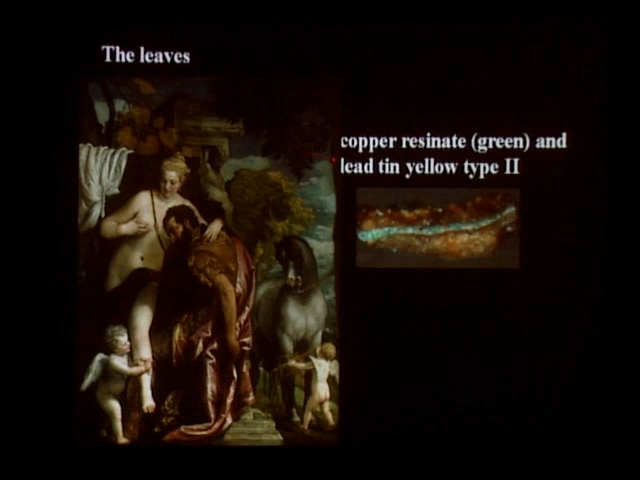 The leaves
copper resinate (green) and
lead tin yellow type II